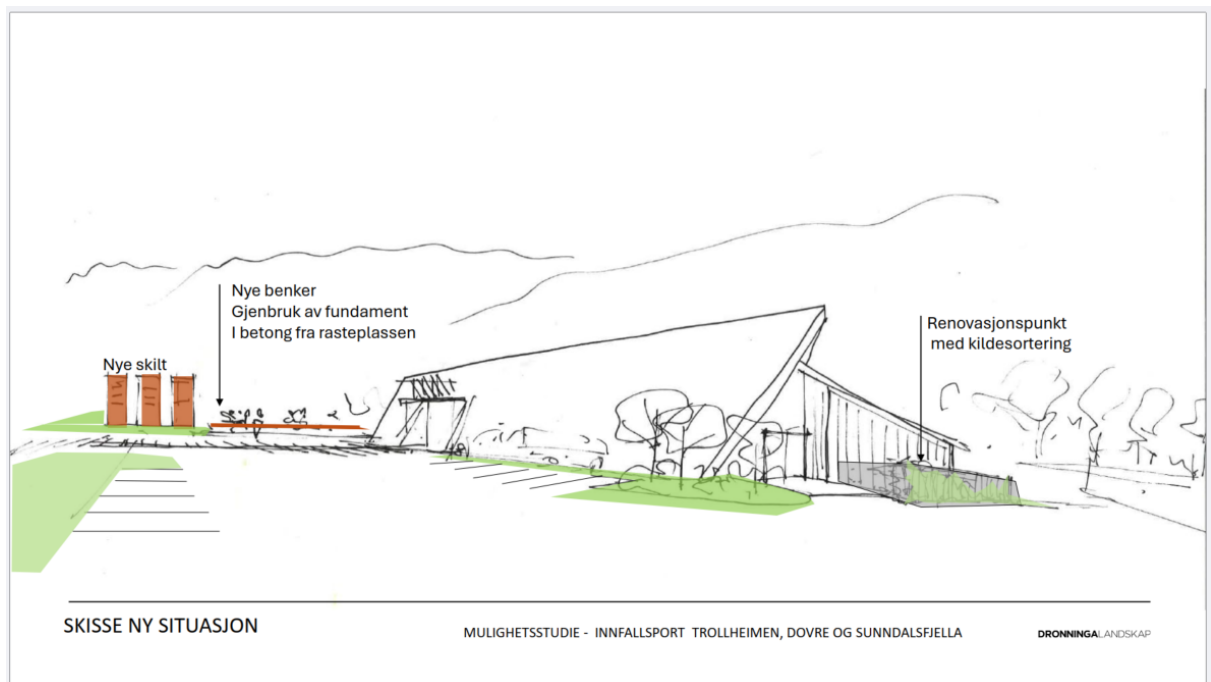 Nye benker
Gjenbruk av fundament
I betong fra rasteplassen
Nye skilt
Renovasjonspunkt
med kildesortering
SKISSE NY SITUASJON
MULIGHETSSTUDIE - INNFALLSPORT TROLLHEIMEN, DOVRE OG SUNNDALSFJELLA
DRONNINGALANDSKAP